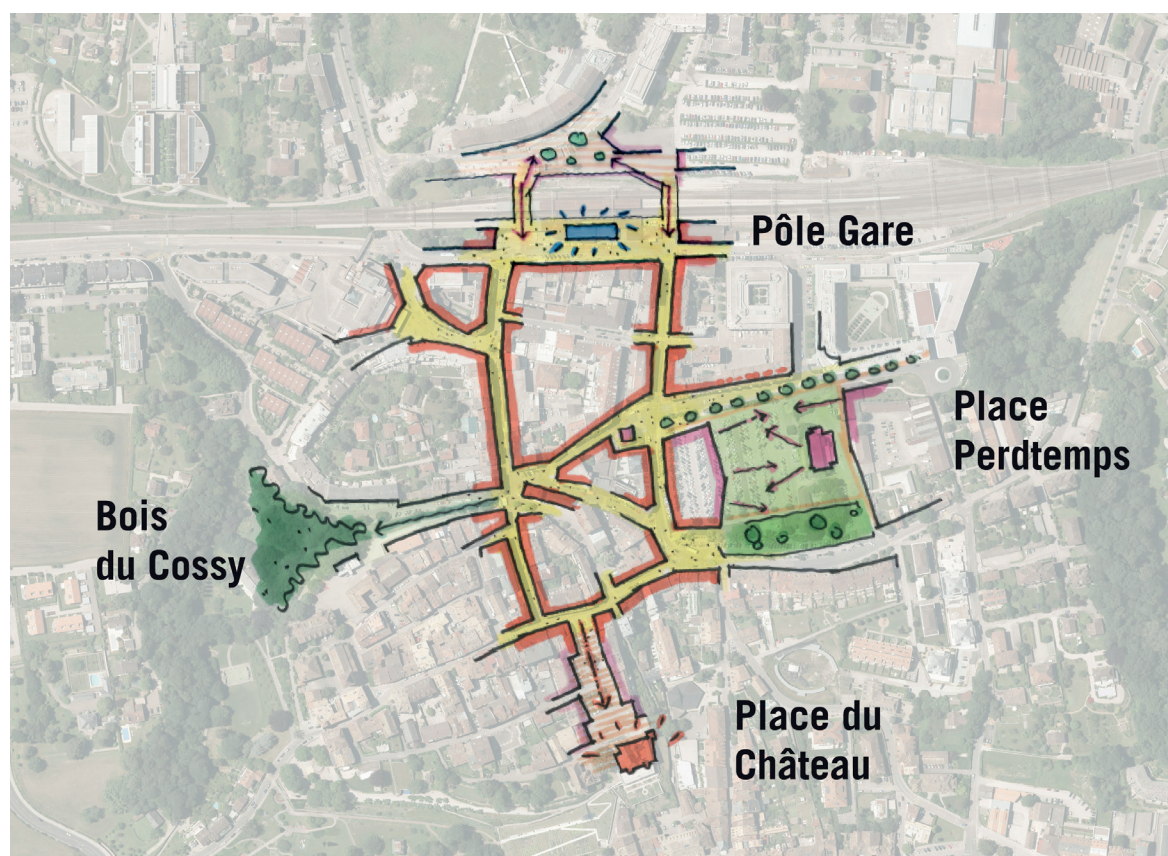 Pôle Gare
Place
Perdtemps
Bois
du Cossy
Place du
Château